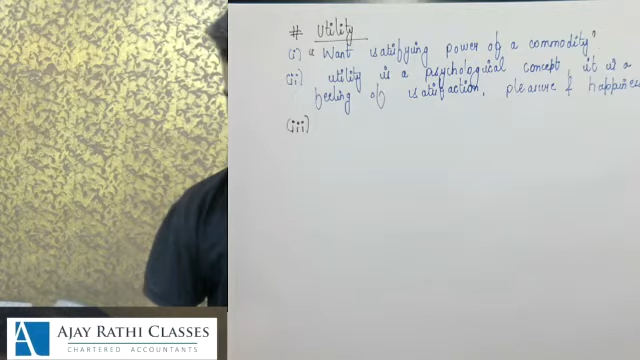 # Utility
(i) "Want satisfying power of a commodity"
(ii) utility is a psychological concept it is a
feeling of satisfaction, pleasure & happiness
(iii)
A AJAY RATHI CLASSES
CHARTERED ACCOUNTANTS